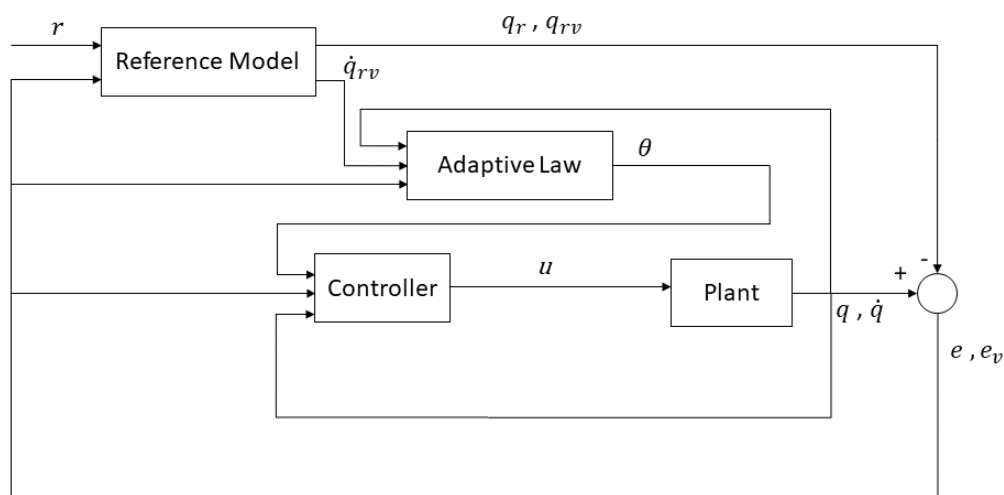 r
q_r , q_rv
Reference Model
q̇_rv
Adaptive Law
θ
-
Controller
u
Plant
+
q , q̇
e , e_v